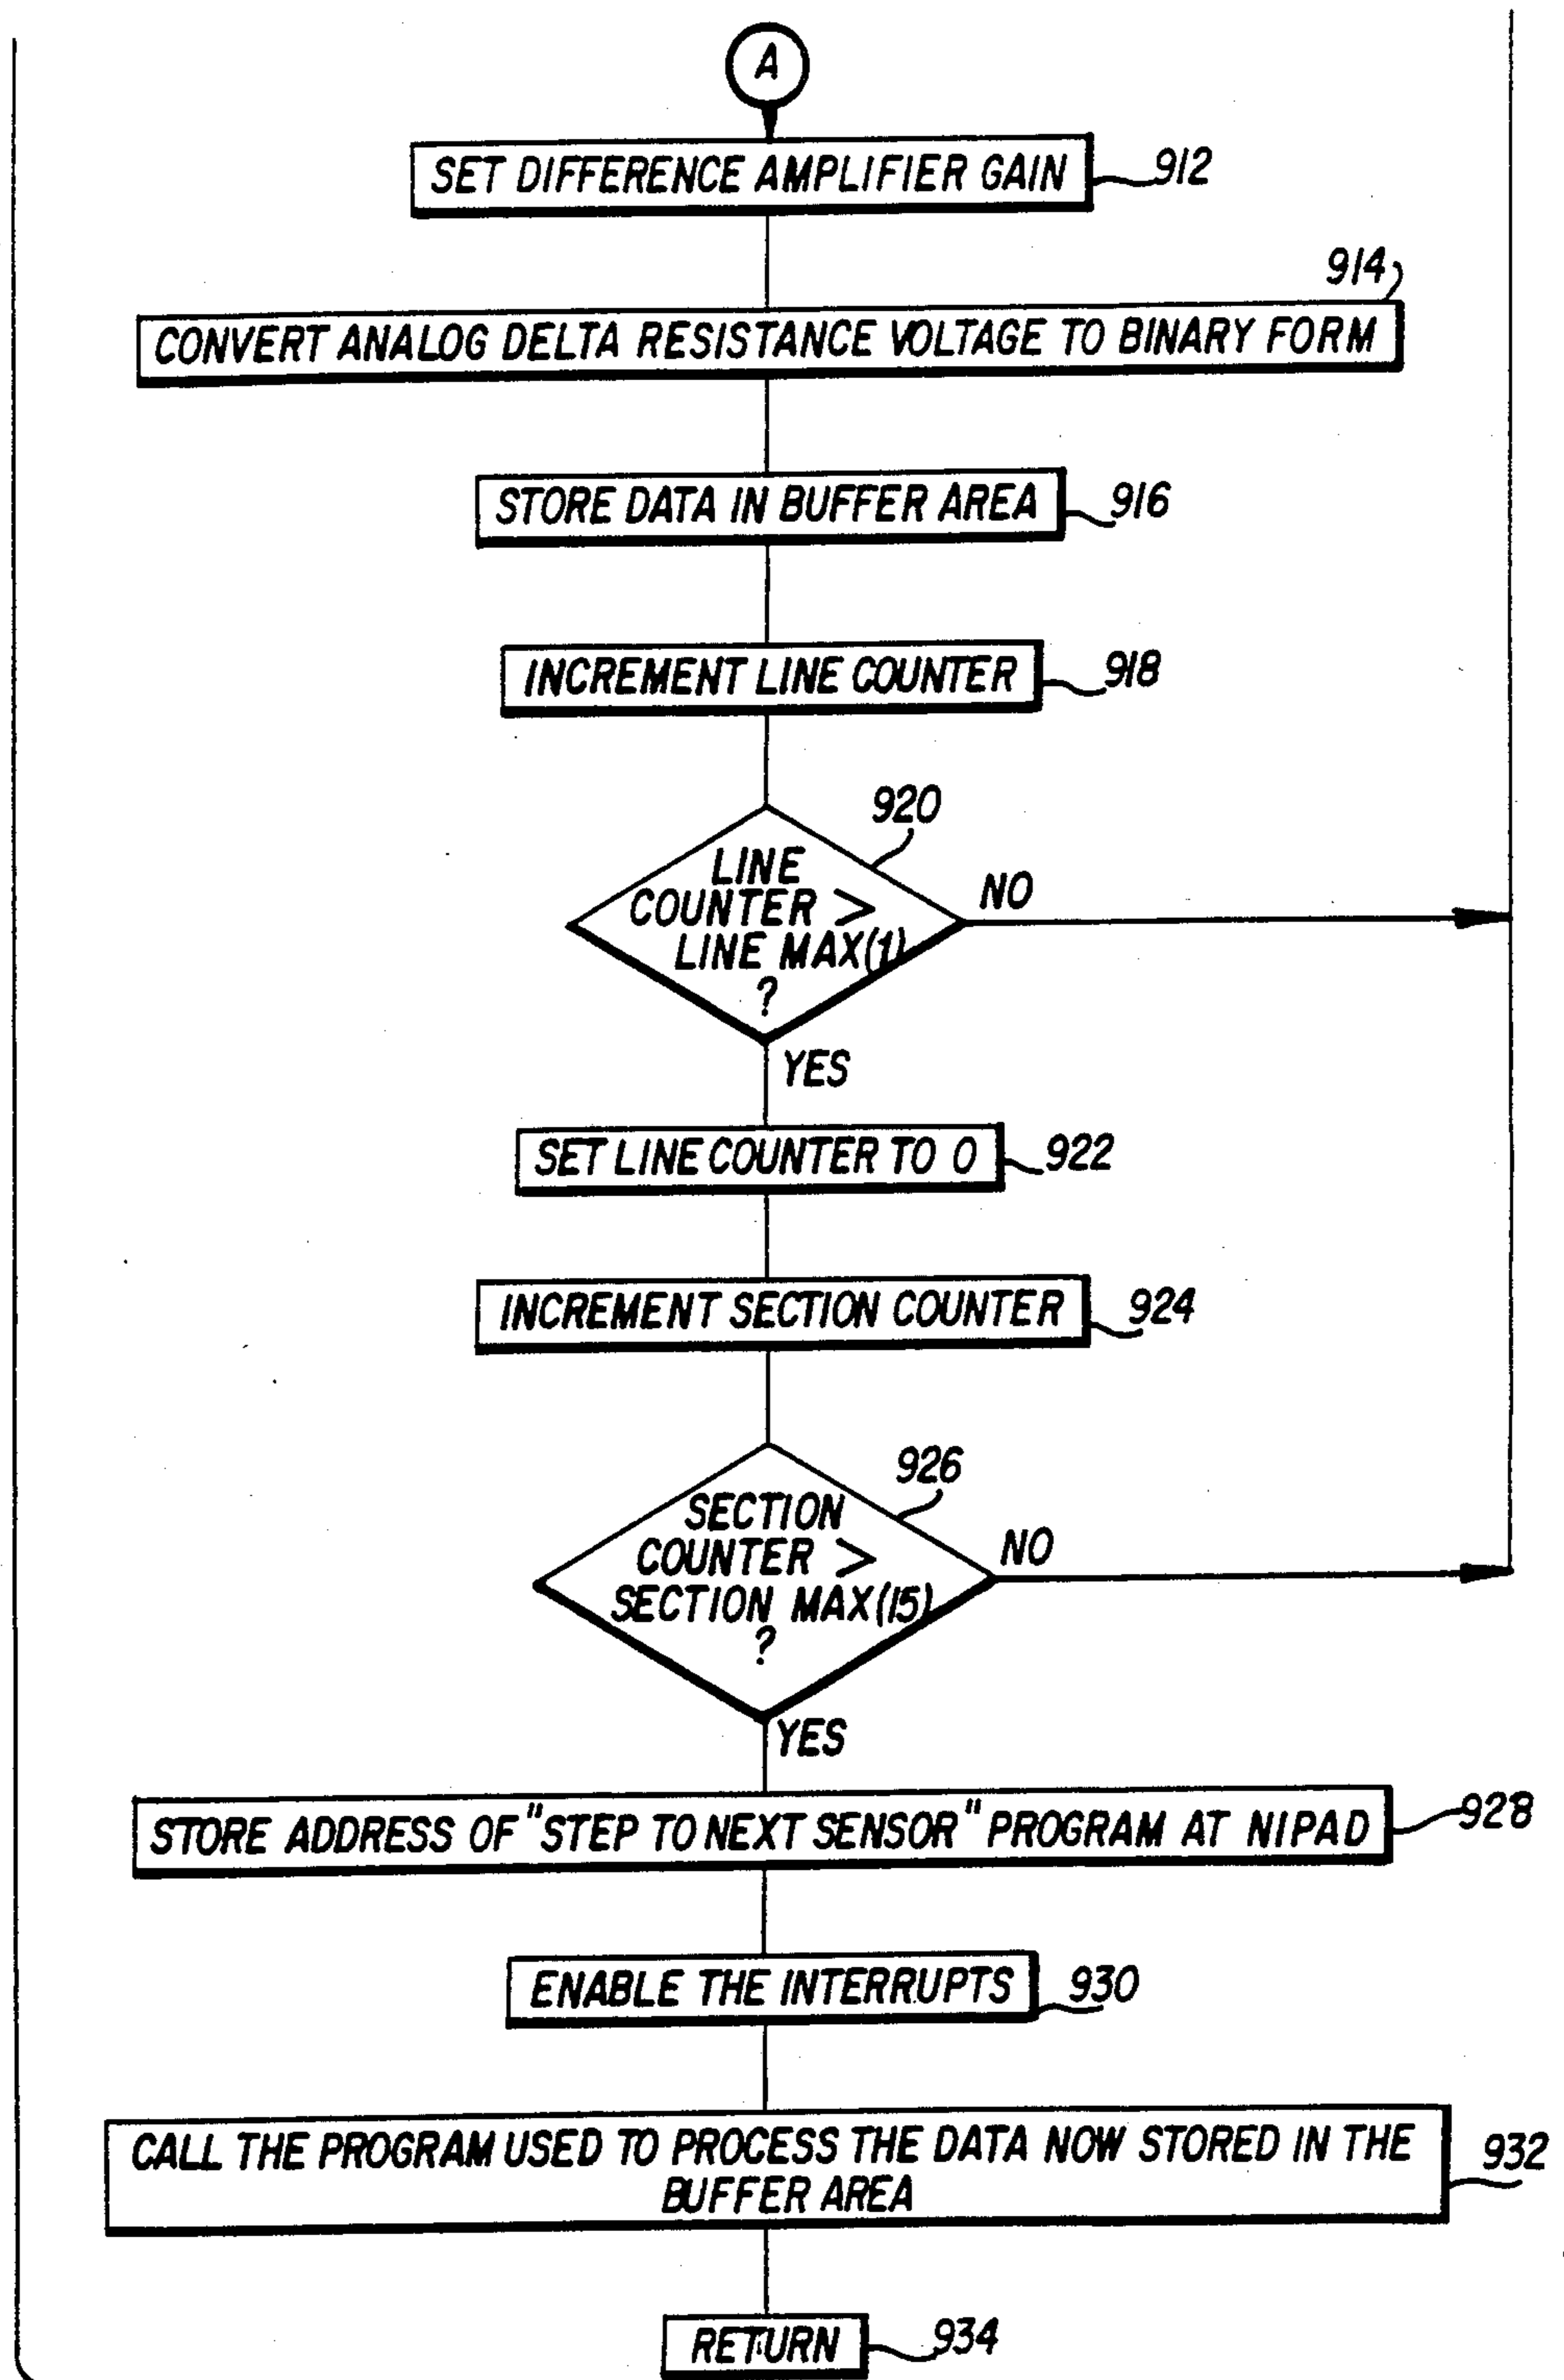 A
SET DIFFERENCE AMPLIFIER GAIN
912
914
CONVERT ANALOG DELTA RESISTANCE VOLTAGE TO BINARY FORM
STORE DATA IN BUFFER AREA
916
INCREMENT LINE COUNTER
918
920
LINE
COUNTER >
LINE MAX(1)
?
NO
YES
SET LINE COUNTER TO 0
922
INCREMENT SECTION COUNTER
924
926
SECTION
COUNTER >
SECTION MAX(15)
?
NO
YES
STORE ADDRESS OF "STEP TO NEXT SENSOR" PROGRAM AT NIPAD
928
ENABLE THE INTERRUPTS
930
CALL THE PROGRAM USED TO PROCESS THE DATA NOW STORED IN THE
BUFFER AREA
932
RETURN
934